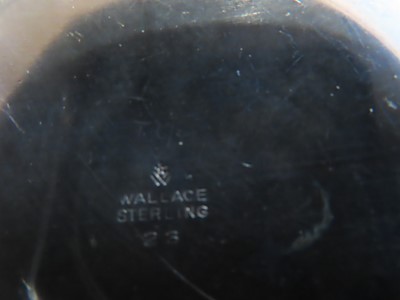 W
WALLACE
STERLING
23